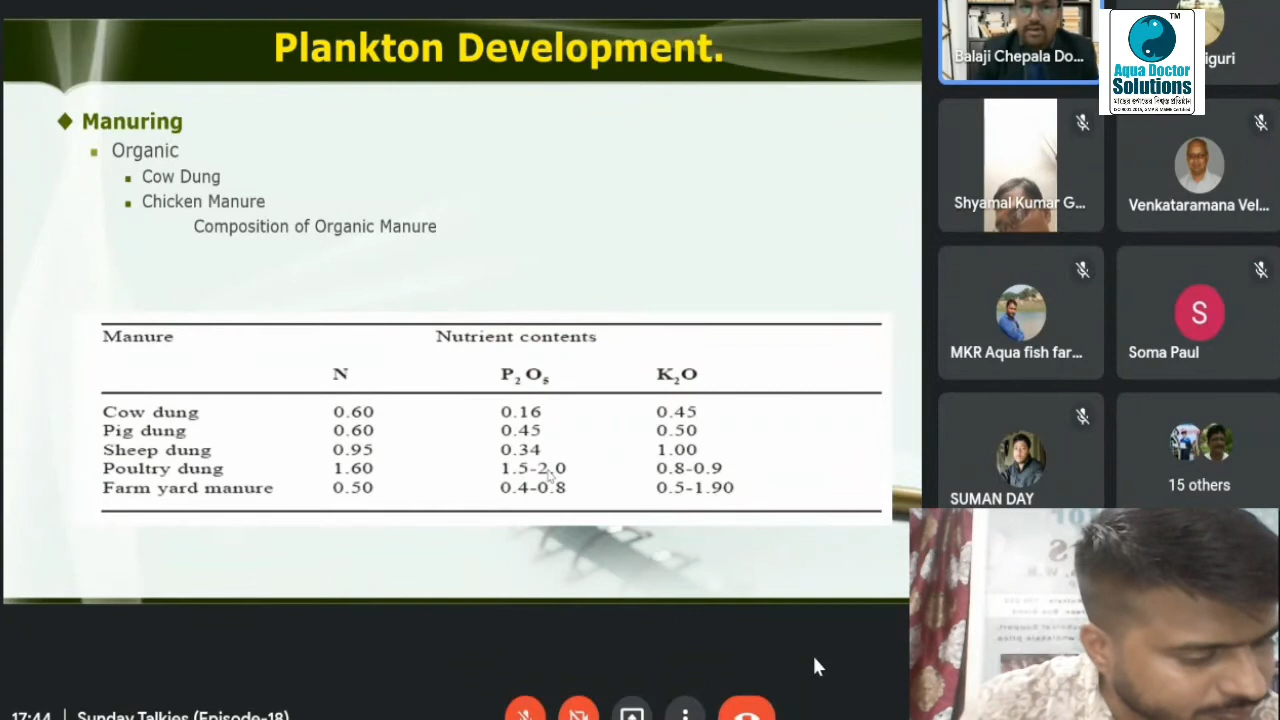 Plankton Development.
Manuring
Organic
Cow Dung
Chicken Manure
Composition of Organic Manure
Manure Nutrient contents
N P₂O₅ K₂O
Cow dung 0.60 0.16 0.45
Pig dung 0.60 0.45 0.50
Sheep dung 0.95 0.34 1.00
Poultry dung 1.60 1.5-2.0 0.8-0.9
Farm yard manure 0.50 0.4-0.8 0.5-1.90
Balaji Chepala Do...
iguri
TM
Aqua Doctor
Solutions
Shyamal Kumar G...
Venkataramana Vel...
MKR Aqua fish far...
S
Soma Paul
SUMAN DAY
15 others
17:44 | Sunday Talkies (Episode-18)